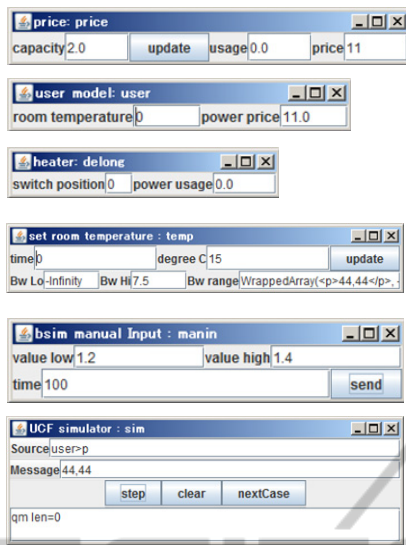 price: price
capacity 2.0 update usage 0.0 price 11
user model: user
room temperature 0 power price 11.0
heater: delong
switch position 0 power usage 0.0
set room temperature : temp
time 0 degree C 15 update
Bw Lo -Infinity Bw Hi 7.5 Bw range WrappedArray(<p>44,44</p>, -
bsim manual Input : manin
value low 1.2 value high 1.4
time 100 send
UCF simulator : sim
Source user>p
Message 44,44
step clear nextCase
qm len=0